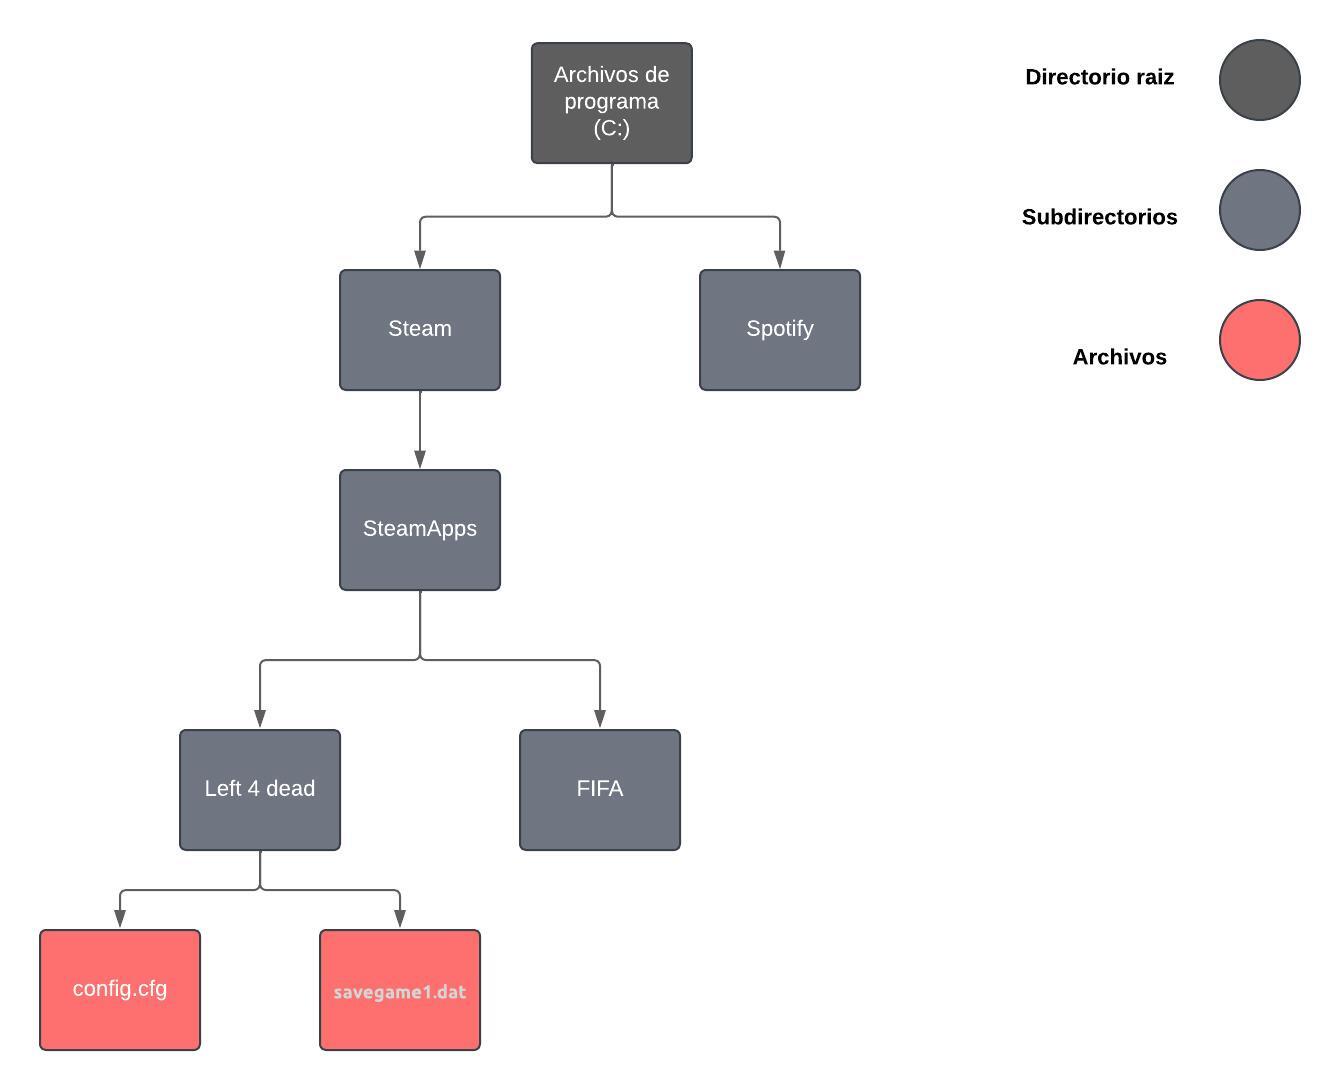 Archivos de
programa
(C:)
Directorio raiz
Subdirectorios
Archivos
Steam
Spotify
SteamApps
Left 4 dead
FIFA
config.cfg
savegame1.dat